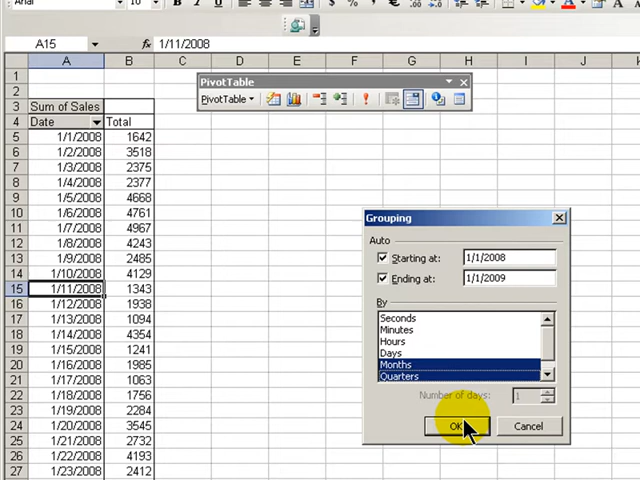 Arial 10 B I U $ %
A15 fx 1/11/2008
A B C D E F G H I J
1
2
3 Sum of Sales
4 Date Total
5 1/1/2008 1642
6 1/2/2008 3518
7 1/3/2008 2375
8 1/4/2008 2377
9 1/5/2008 4668
10 1/6/2008 4761
11 1/7/2008 4967
12 1/8/2008 4243
13 1/9/2008 2485
14 1/10/2008 4129
15 1/11/2008 1343
16 1/12/2008 1938
17 1/13/2008 1094
18 1/14/2008 4354
19 1/15/2008 1241
20 1/16/2008 1985
21 1/17/2008 1063
22 1/18/2008 1756
23 1/19/2008 2284
24 1/20/2008 3545
25 1/21/2008 2732
26 1/22/2008 4193
27 1/23/2008 2412
PivotTable
PivotTable
Grouping
Auto
Starting at: 1/1/2008
Ending at: 1/1/2009
By
Seconds
Minutes
Hours
Days
Months
Quarters
Number of days: 1
OK Cancel